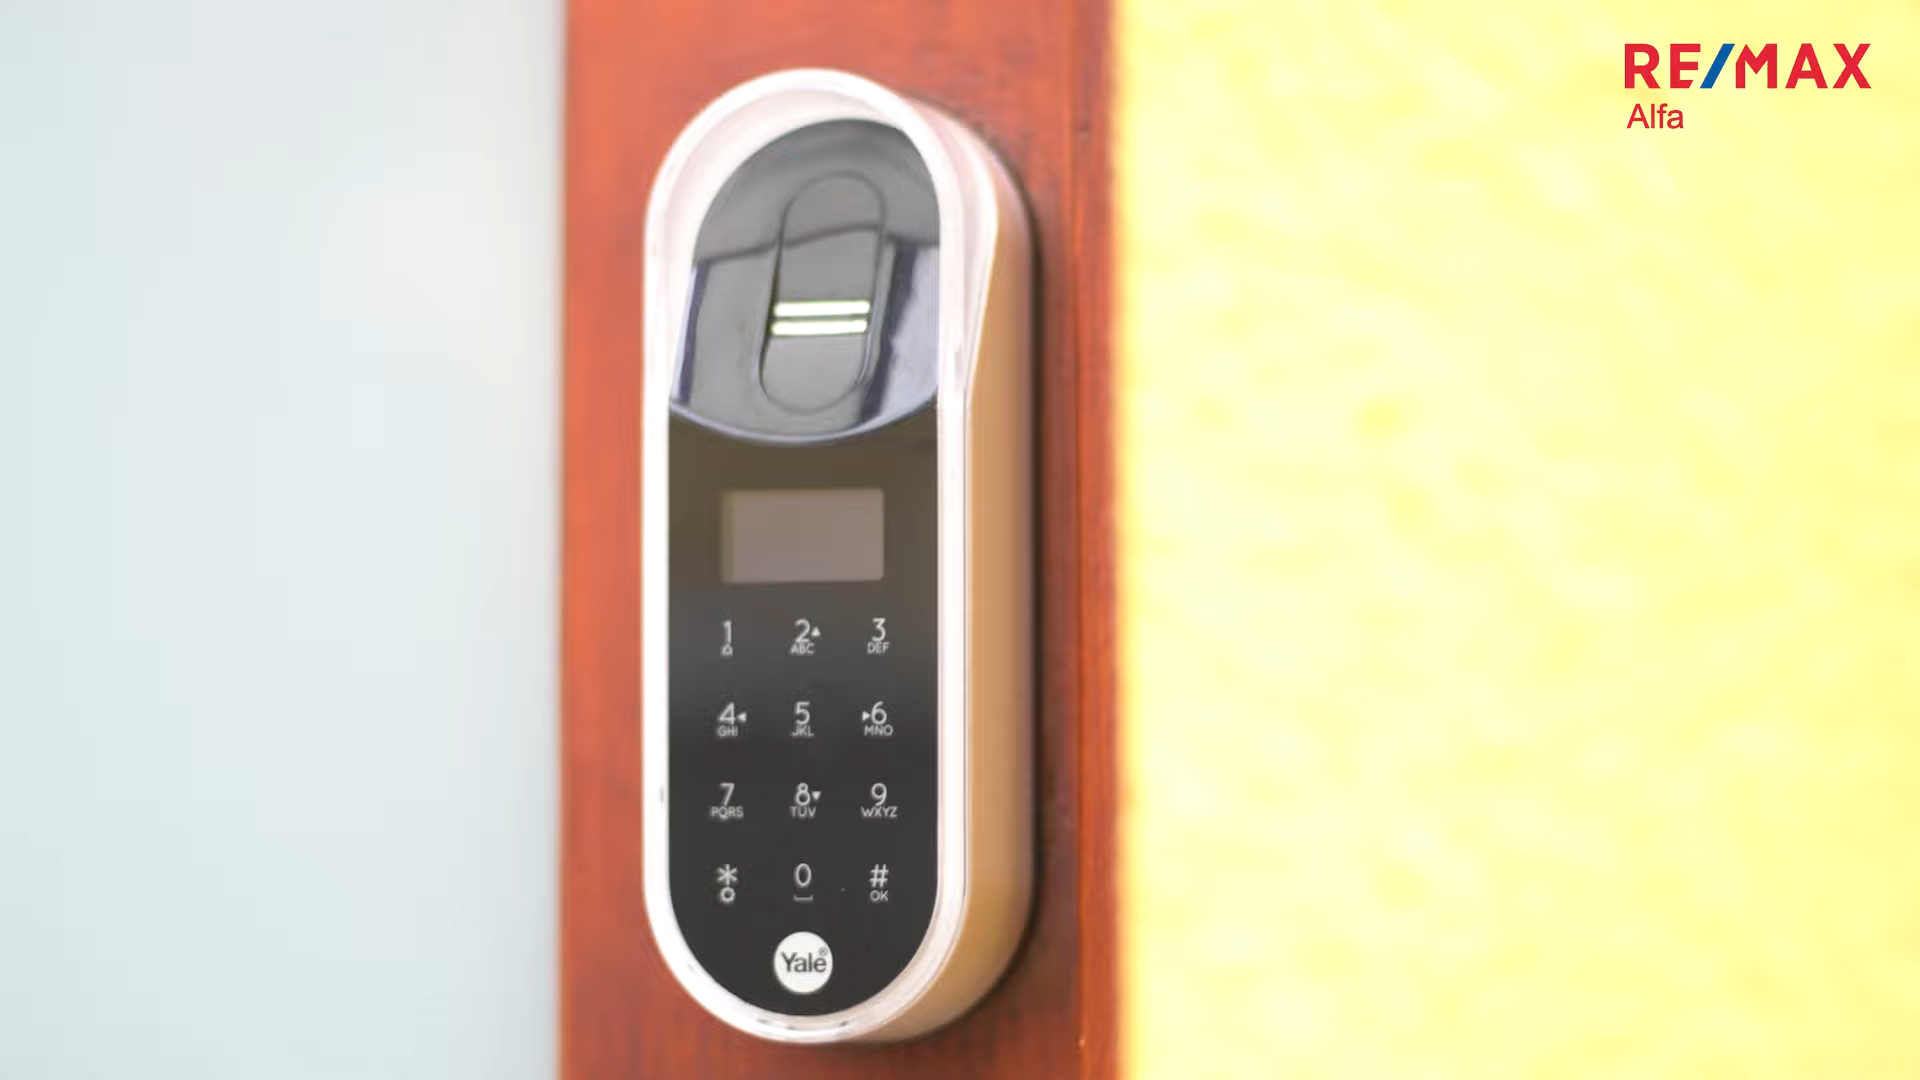 RE/MAX
Alfa
1 2 3
ABC DEF
4 5 6
GHI JKL MNO
7 8 9
PQRS TUV WXYZ
* 0 #
OK
Yale®